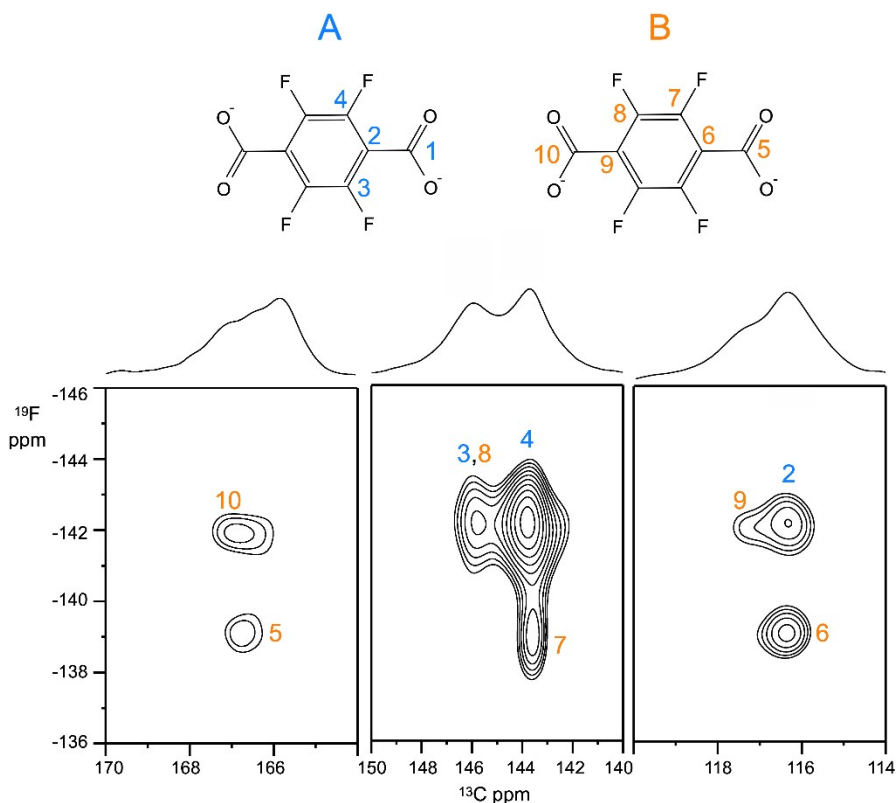 A B
F F F F
O⁻ 4 O O 8 7 O
2 6
1 10 5
O 3 O⁻ O⁻ 9 O⁻
F F F F
-146
¹⁹F
ppm
-144
-142
-140
-138
-136
10
5
3,8 4
7
9 2
6
170 168 166 150 148 146 144 142 140 118 116 114
¹³C ppm